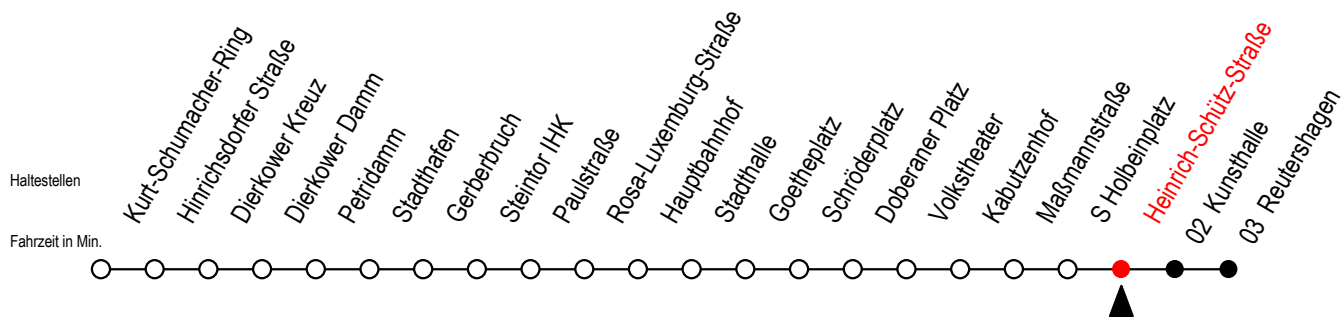 Haltestellen
Kurt-Schumacher-Ring
Hinrichsdorfer Straße
Dierkower Kreuz
Dierkower Damm
Petridamm
Stadthafen
Gerberbruch
Steintor IHK
Paulstraße
Rosa-Luxemburg-Straße
Hauptbahnhof
Stadthalle
Goetheplatz
Schröderplatz
Doberaner Platz
Volkstheater
Kabutzenhof
Maßmannstraße
S Holbeinplatz
Heinrich-Schütz-Straße
02 Kunsthalle
03 Reutershagen
Fahrzeit in Min.